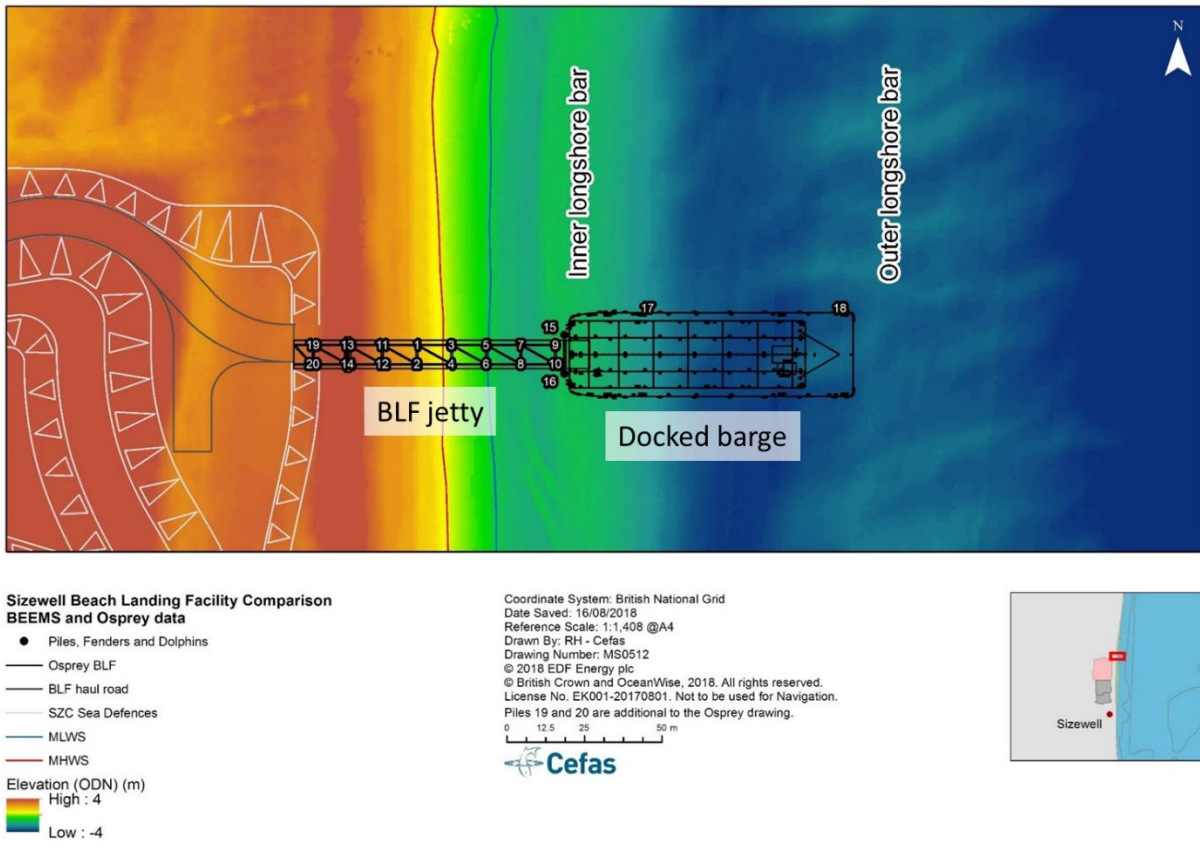 N
Inner longshore bar
Outer longshore bar
17
18
15
19 13 11 1 3 5 7 9
20 14 12 2 4 6 8 10
16
BLF jetty
Docked barge
Sizewell Beach Landing Facility Comparison
BEEMS and Osprey data
Piles, Fenders and Dolphins
Osprey BLF
BLF haul road
SZC Sea Defences
MLWS
MHWS
Elevation (ODN) (m)
High : 4
Low : -4
Coordinate System: British National Grid
Date Saved: 16/08/2018
Reference Scale: 1:1,408 @A4
Drawn By: RH - Cefas
Drawing Number: MS0512
© 2018 EDF Energy plc
© British Crown and OceanWise, 2018. All rights reserved.
License No. EK001-20170801. Not to be used for Navigation.
Piles 19 and 20 are additional to the Osprey drawing.
0 12.5 25 50 m
Cefas
Sizewell